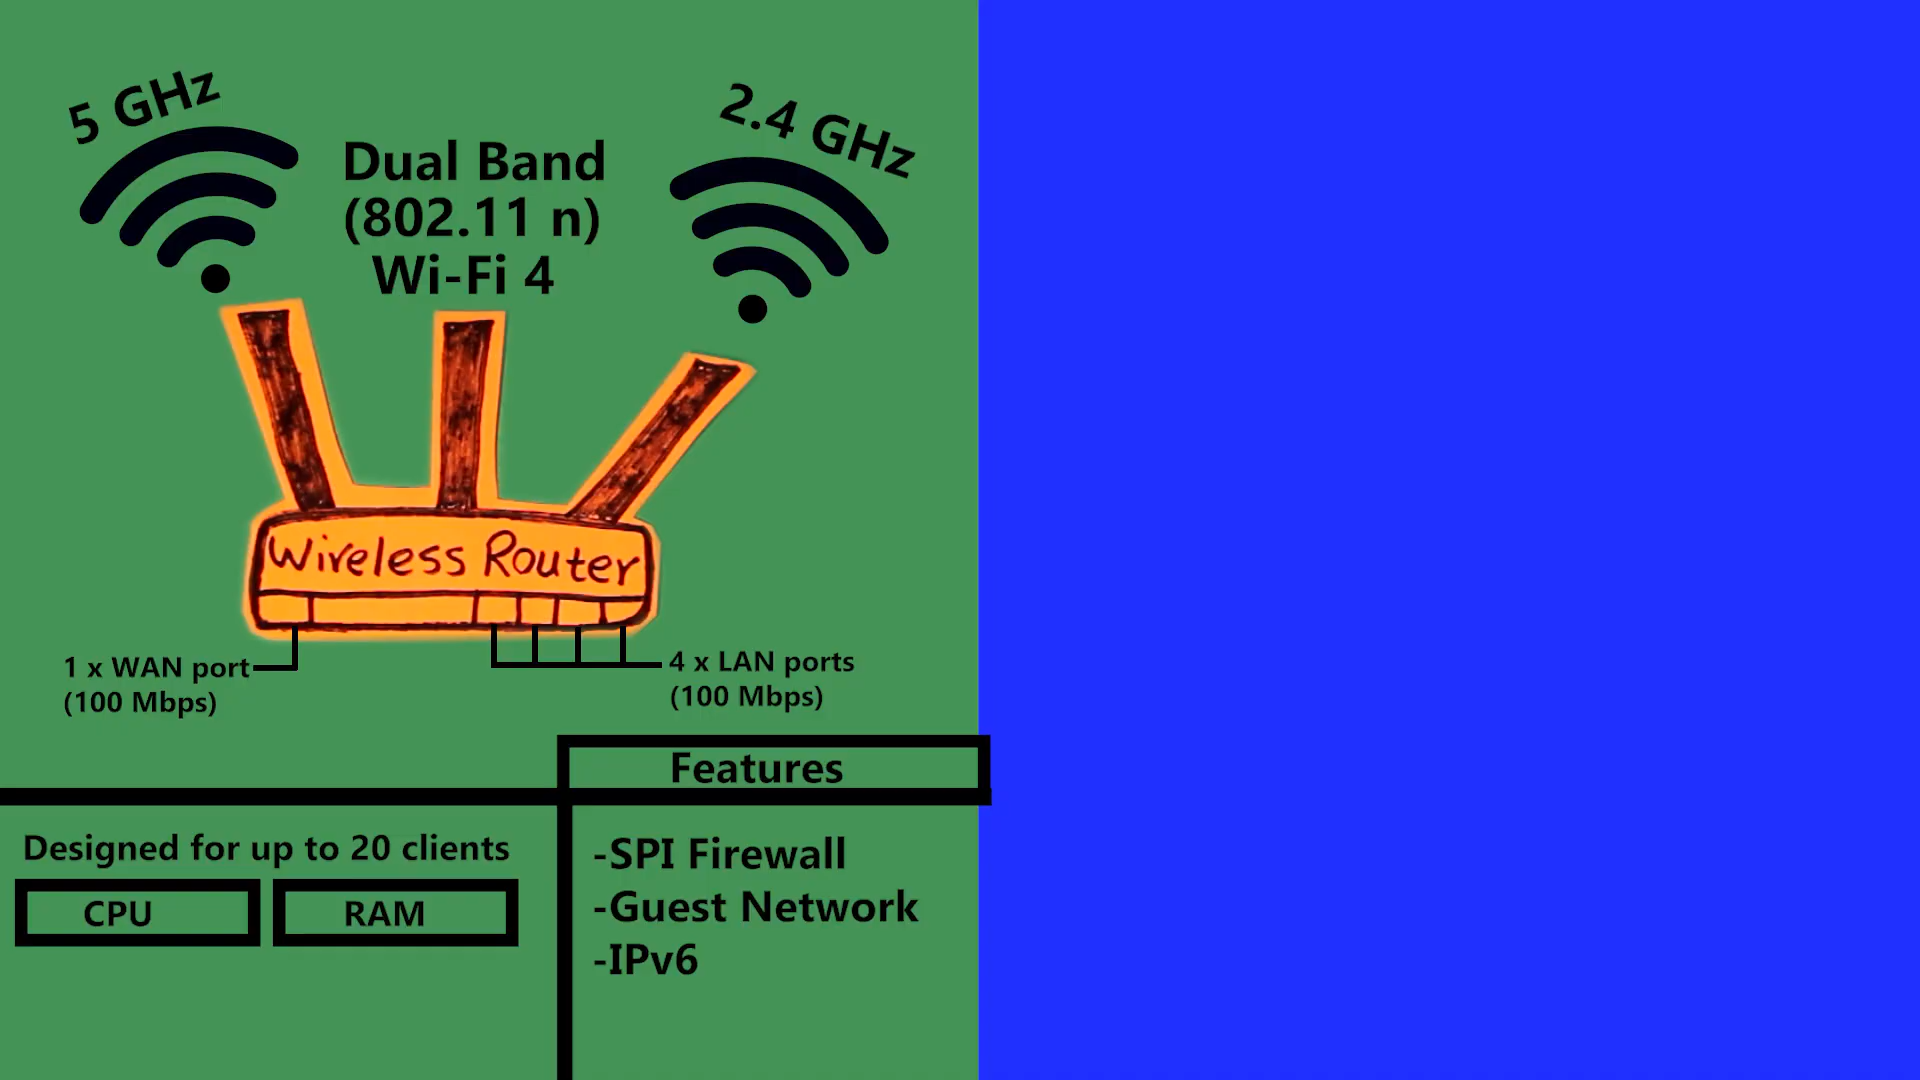 5 GHz
2.4 GHz
Dual Band
(802.11 n)
Wi-Fi 4
Wireless Router
1 x WAN port
(100 Mbps)
4 x LAN ports
(100 Mbps)
Features
Designed for up to 20 clients
CPU
RAM
-SPI Firewall
-Guest Network
-IPv6